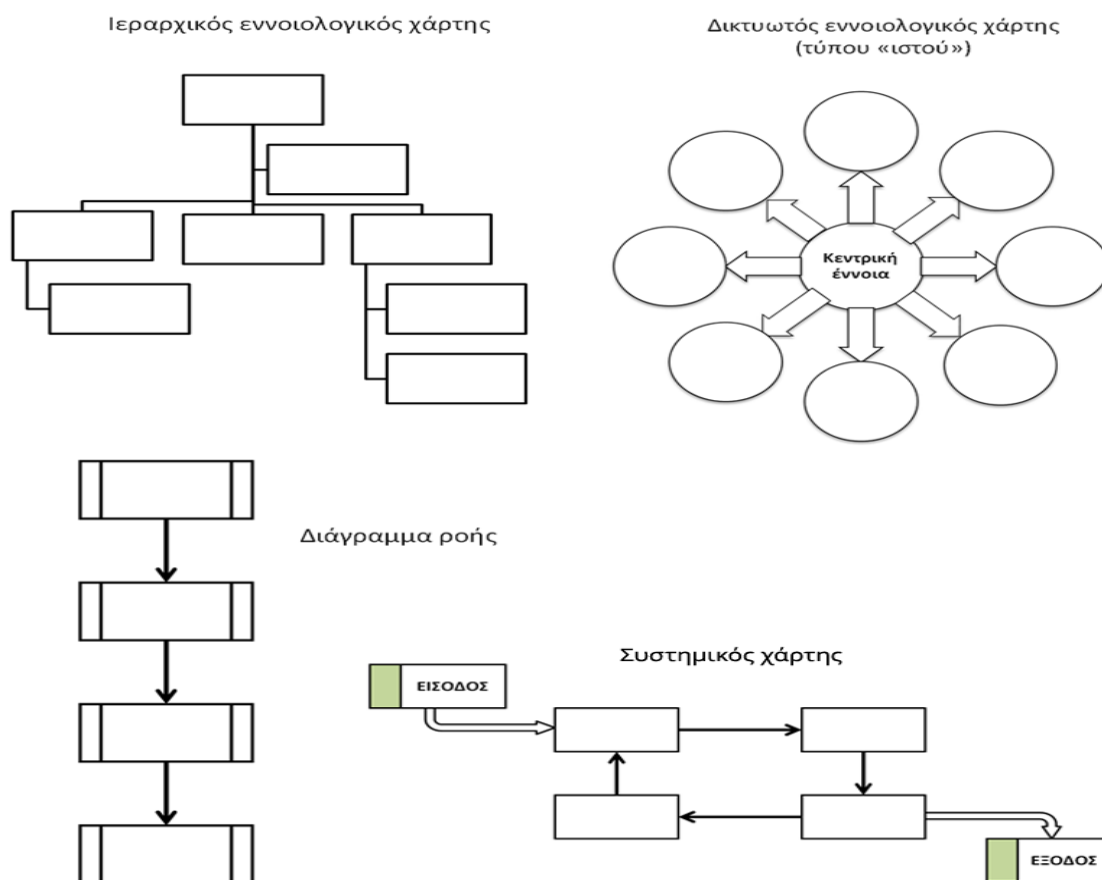 Ιεραρχικός εννοιολογικός χάρτης
Δικτυωτός εννοιολογικός χάρτης
(τύπου «ιστού»)
Κεντρική
έννοια
Διάγραμμα ροής
Συστημικός χάρτης
ΕΙΣΟΔΟΣ
ΕΞΟΔΟΣ